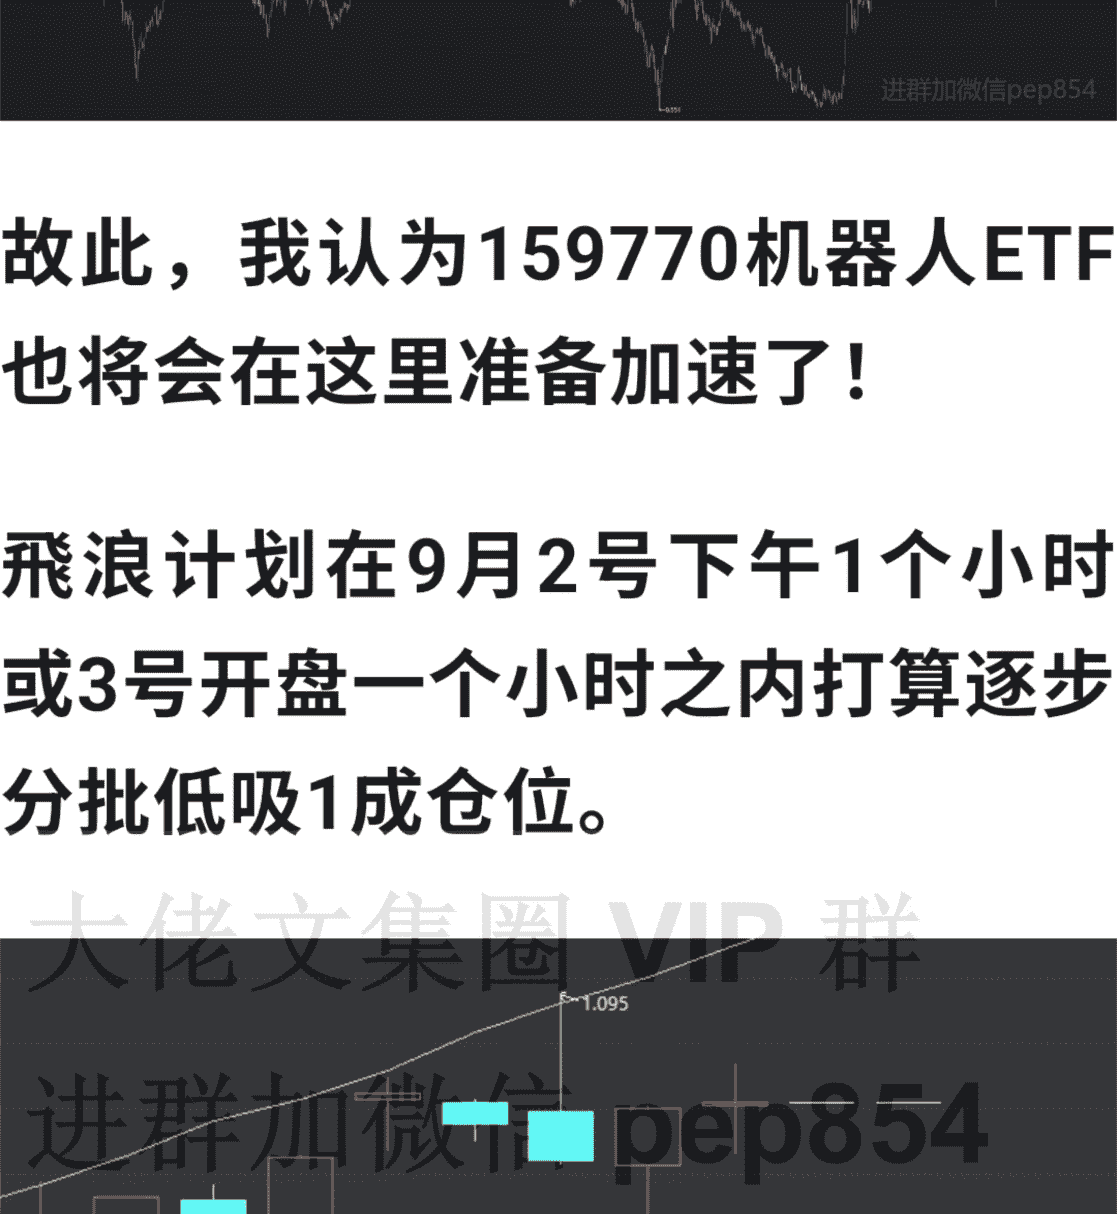 进群加微信pep854
0.551
故此，我认为159770机器人ETF
也将会在这里准备加速了！
飛浪计划在9月2号下午1个小时
或3号开盘一个小时之内打算逐步
分批低吸1成仓位。
大佬文集圈 VIP 群
1.095
进群加微信 pep854